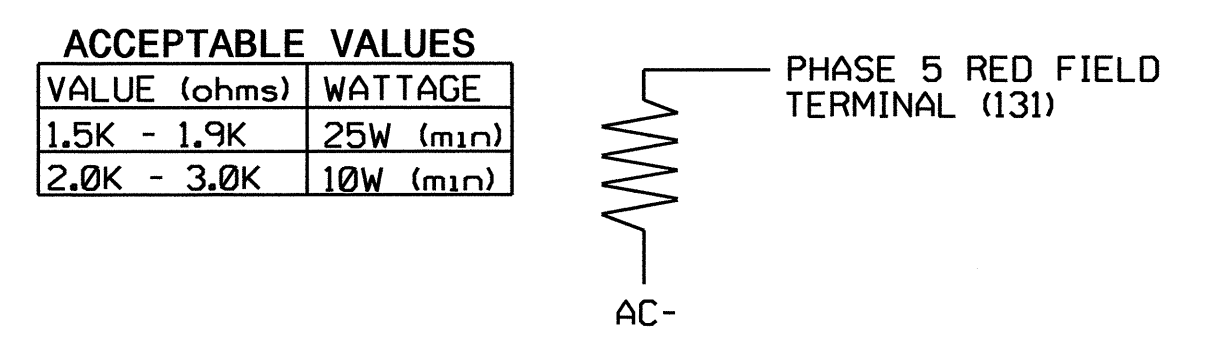 ACCEPTABLE VALUES
VALUE (ohms) WATTAGE
1.5K - 1.9K 25W (min)
2.0K - 3.0K 10W (min)
PHASE 5 RED FIELD
TERMINAL (131)
AC-